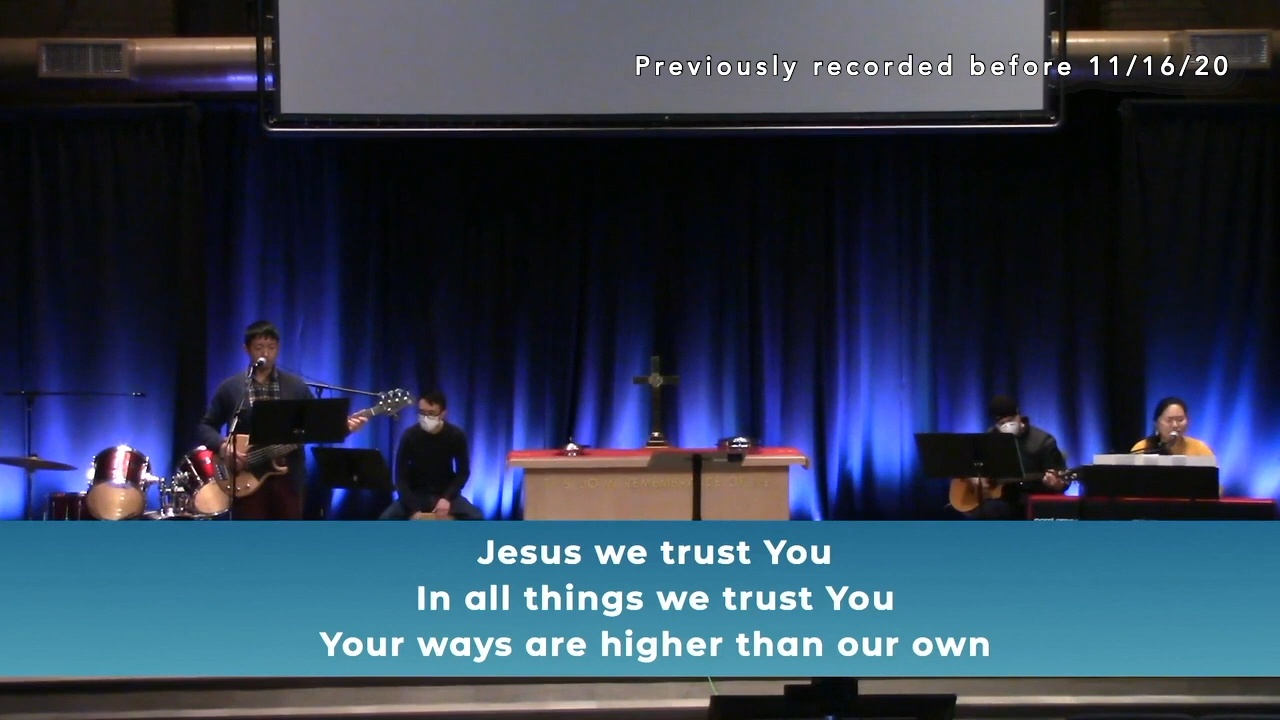 Previously recorded before 11/16/20
Jesus we trust You
In all things we trust You
Your ways are higher than our own